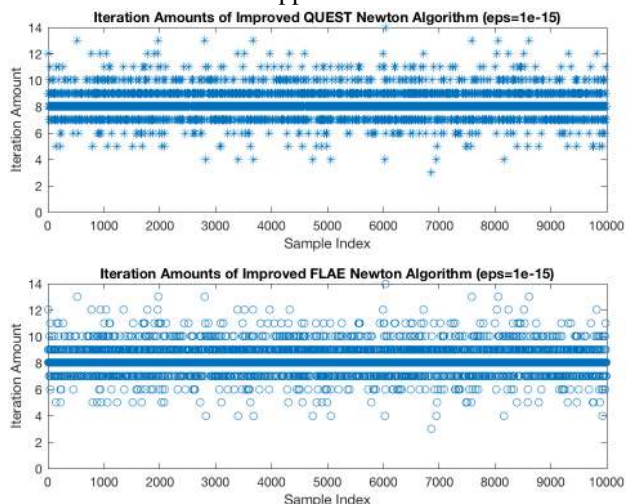 Iteration Amounts of Improved QUEST Newton Algorithm (eps=1e-15)
14
12
10
8
6
4
2
0
Iteration Amount
0 1000 2000 3000 4000 5000 6000 7000 8000 9000 10000
Sample Index
Iteration Amounts of Improved FLAE Newton Algorithm (eps=1e-15)
14
12
10
8
6
4
2
0
Iteration Amount
0 1000 2000 3000 4000 5000 6000 7000 8000 9000 10000
Sample Index